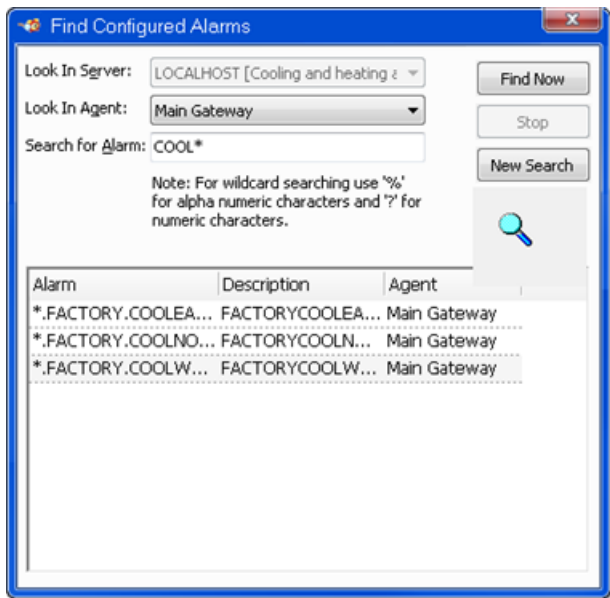 Find Configured Alarms
Look In Server: LOCALHOST [Cooling and heating a
Find Now
Look In Agent: Main Gateway
Stop
Search for Alarm: COOL*
New Search
Note: For wildcard searching use '%'
for alpha numeric characters and '?' for
numeric characters.
Alarm Description Agent
*.FACTORY.COOLEA... FACTORYCOOLEA... Main Gateway
*.FACTORY.COOLNO... FACTORYCOOLN... Main Gateway
*.FACTORY.COOLW... FACTORYCOOLW... Main Gateway